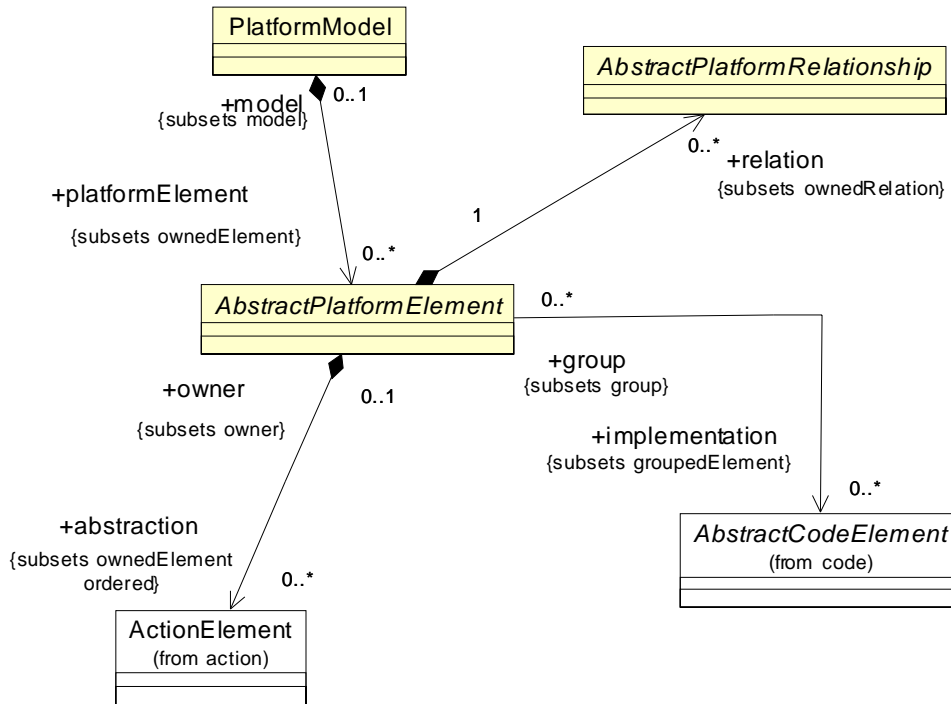 PlatformModel
AbstractPlatformRelationship
+model
0..1
{subsets model}
0..*
+relation
{subsets ownedRelation}
+platformElement
1
{subsets ownedElement}
0..*
AbstractPlatformElement
0..*
+group
{subsets group}
+owner
0..1
{subsets owner}
+implementation
{subsets groupedElement}
0..*
+abstraction
{subsets ownedElement
ordered}
0..*
AbstractCodeElement
(from code)
ActionElement
(from action)